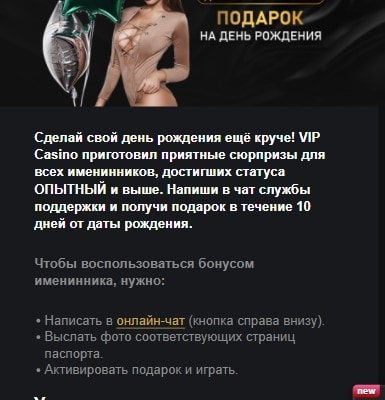 ПОДАРОК
НА ДЕНЬ РОЖДЕНИЯ
Сделай свой день рождения ещё круче! VIP
Casino приготовил приятные сюрпризы для
всех именинников, достигших статуса
ОПЫТНЫЙ и выше. Напиши в чат службы
поддержки и получи подарок в течение 10
дней от даты рождения.
Чтобы воспользоваться бонусом
именинника, нужно:
• Написать в онлайн-чат (кнопка справа внизу).
• Выслать фото соответствующих страниц
паспорта.
• Активировать подарок и играть.
new